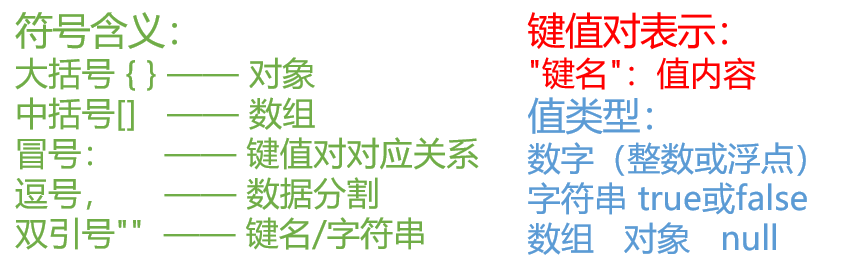 符号含义：
大括号 { } —— 对象
中括号[] —— 数组
冒号： —— 键值对对应关系
逗号， —— 数据分割
双引号"" —— 键名/字符串
键值对表示：
"键名"：值内容
值类型：
数字（整数或浮点）
字符串 true或false
数组 对象 null